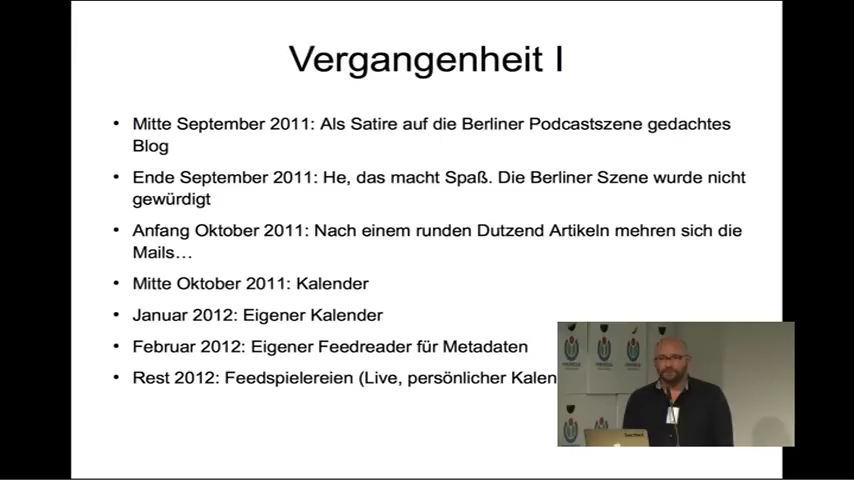 Vergangenheit I
• Mitte September 2011: Als Satire auf die Berliner Podcastszene gedachtes
Blog
• Ende September 2011: He, das macht Spaß. Die Berliner Szene wurde nicht
gewürdigt
• Anfang Oktober 2011: Nach einem runden Dutzend Artikeln mehren sich die
Mails…
• Mitte Oktober 2011: Kalender
• Januar 2012: Eigener Kalender
• Februar 2012: Eigener Feedreader für Metadaten
• Rest 2012: Feedspielereien (Live, persönlicher Kalen